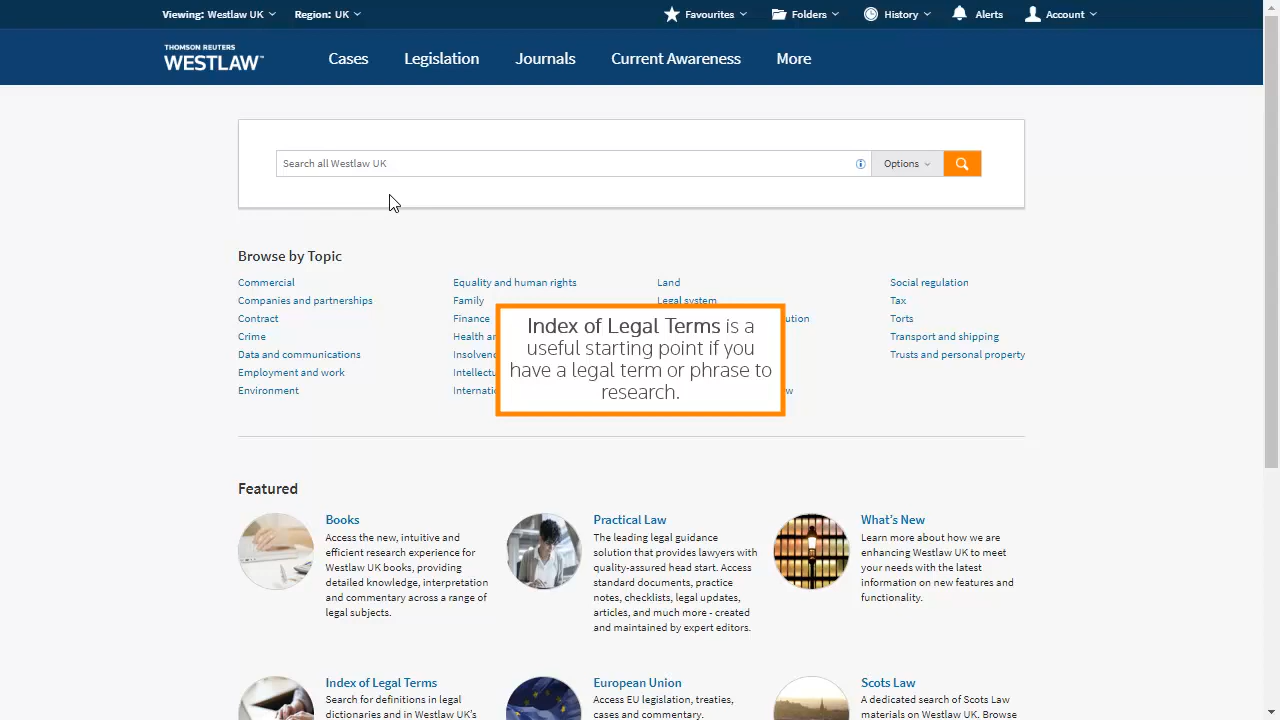 Viewing: Westlaw UK
Region: UK
Favourites
Folders
History
Alerts
Account
THOMSON REUTERS
WESTLAW™
Cases
Legislation
Journals
Current Awareness
More
Search all Westlaw UK
Options
Browse by Topic
Commercial
Companies and partnerships
Contract
Crime
Data and communications
Employment and work
Environment
Equality and human rights
Family
Finance
Health
Land
Legal system
Social regulation
Tax
Torts
Transport and shipping
Trusts and personal property
Index of Legal Terms is a
useful starting point if you
have a legal term or phrase to
research.
Featured
Books
Access the new, intuitive and
efficient research experience for
Westlaw UK books, providing
detailed knowledge, interpretation
and commentary across a range of
legal subjects.
Practical Law
The leading legal guidance
solution that provides lawyers with
quality-assured head start. Access
standard documents, practice
notes, checklists, legal updates,
articles, and much more - created
and maintained by expert editors.
What's New
Learn more about how we are
enhancing Westlaw UK to meet
your needs with the latest
information on new features and
functionality.
Index of Legal Terms
Search for definitions in legal
dictionaries and in Westlaw UK's
European Union
Access EU legislation, treaties,
cases and commentary.
Scots Law
A dedicated search of Scots Law
materials on Westlaw UK. Browse